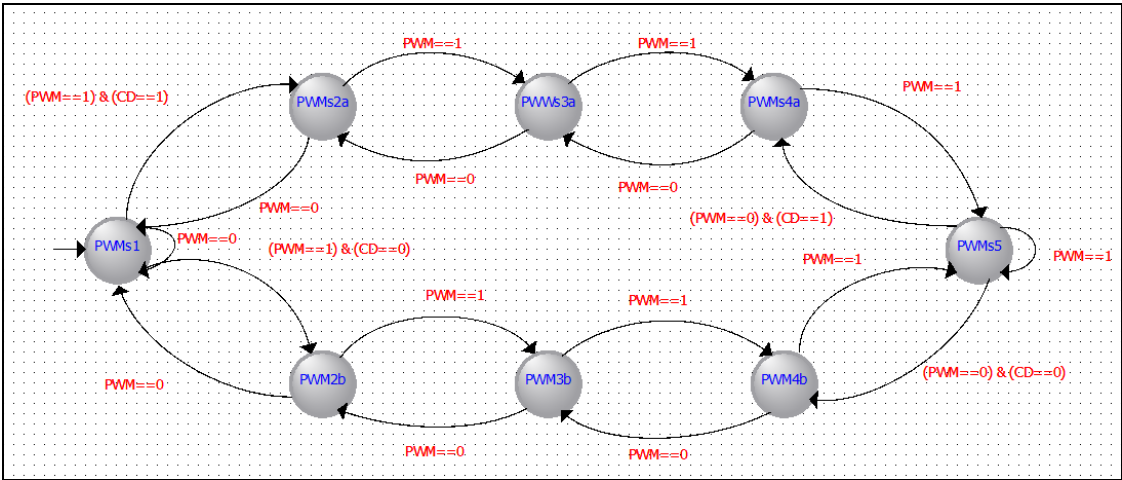 PWM==1
PWM==1
PWM==1
(PWM==1) & (CD==1)
PWMs2a
PWWs3a
PWMs4a
PWM==0
PWM==0
PWM==0
(PWM==0) & (CD==1)
PWMs1
PWM==0
(PWM==1) & (CD==0)
PWMs5
PWM==1
PWM==1
PWM==1
PWM==1
PWM2b
PWM3b
PWM4b
PWM==0
(PWM==0) & (CD==0)
PWM==0
PWM==0